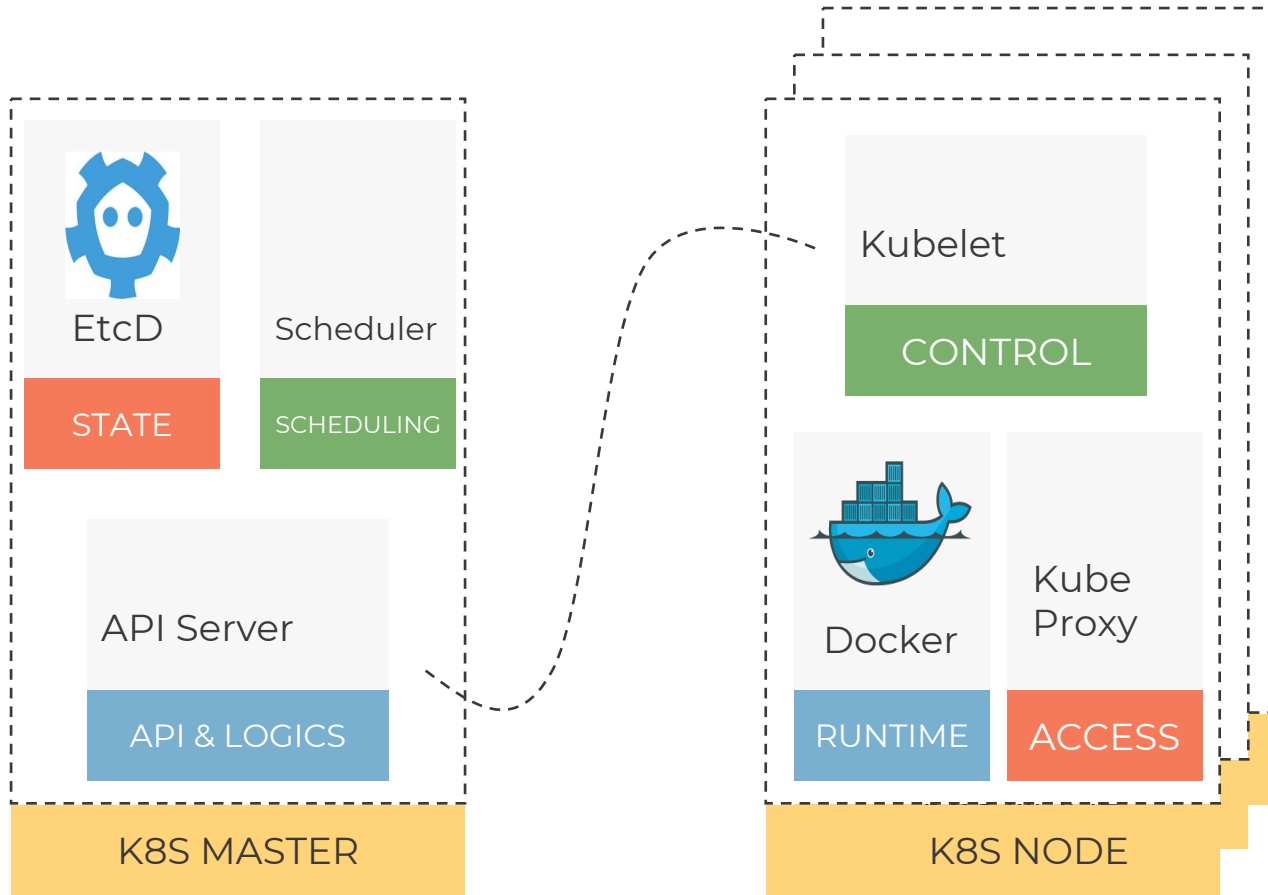 EtcD
STATE
Scheduler
SCHEDULING
API Server
API & LOGICS
K8S MASTER
Kubelet
CONTROL
Docker
RUNTIME
Kube
Proxy
ACCESS
K8S NODE